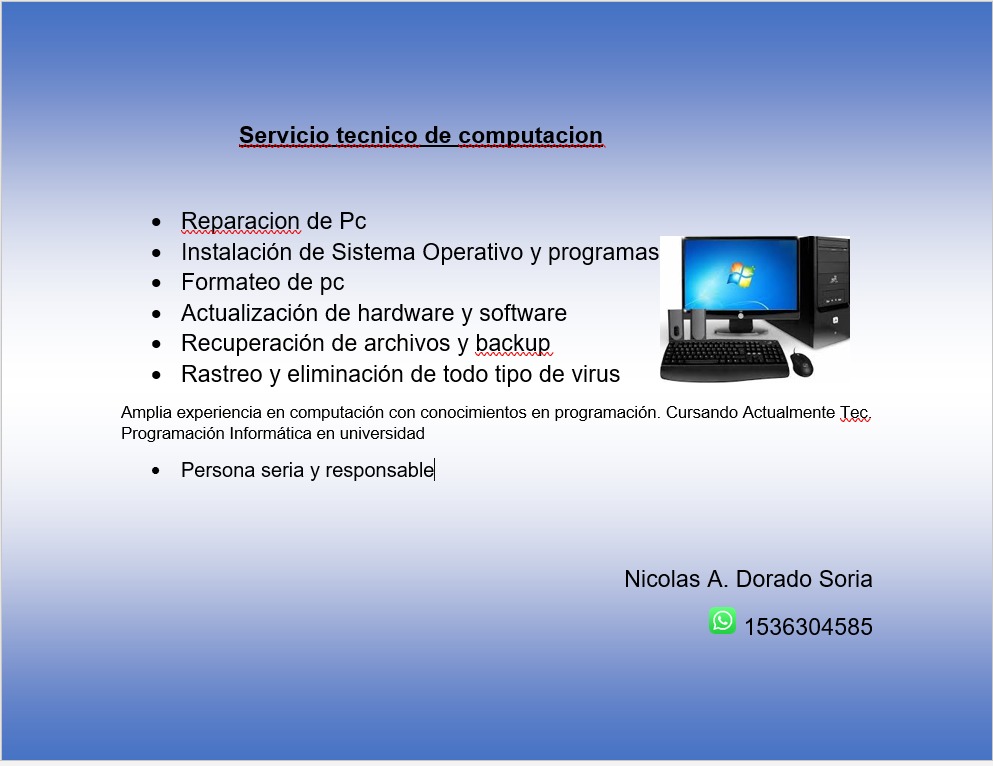 Servicio tecnico de computacion
Reparacion de Pc
Instalación de Sistema Operativo y programas
Formateo de pc
Actualización de hardware y software
Recuperación de archivos y backup
Rastreo y eliminación de todo tipo de virus
Amplia experiencia en computación con conocimientos en programación. Cursando Actualmente Tec.
Programación Informática en universidad
Persona seria y responsable
Nicolas A. Dorado Soria
1536304585